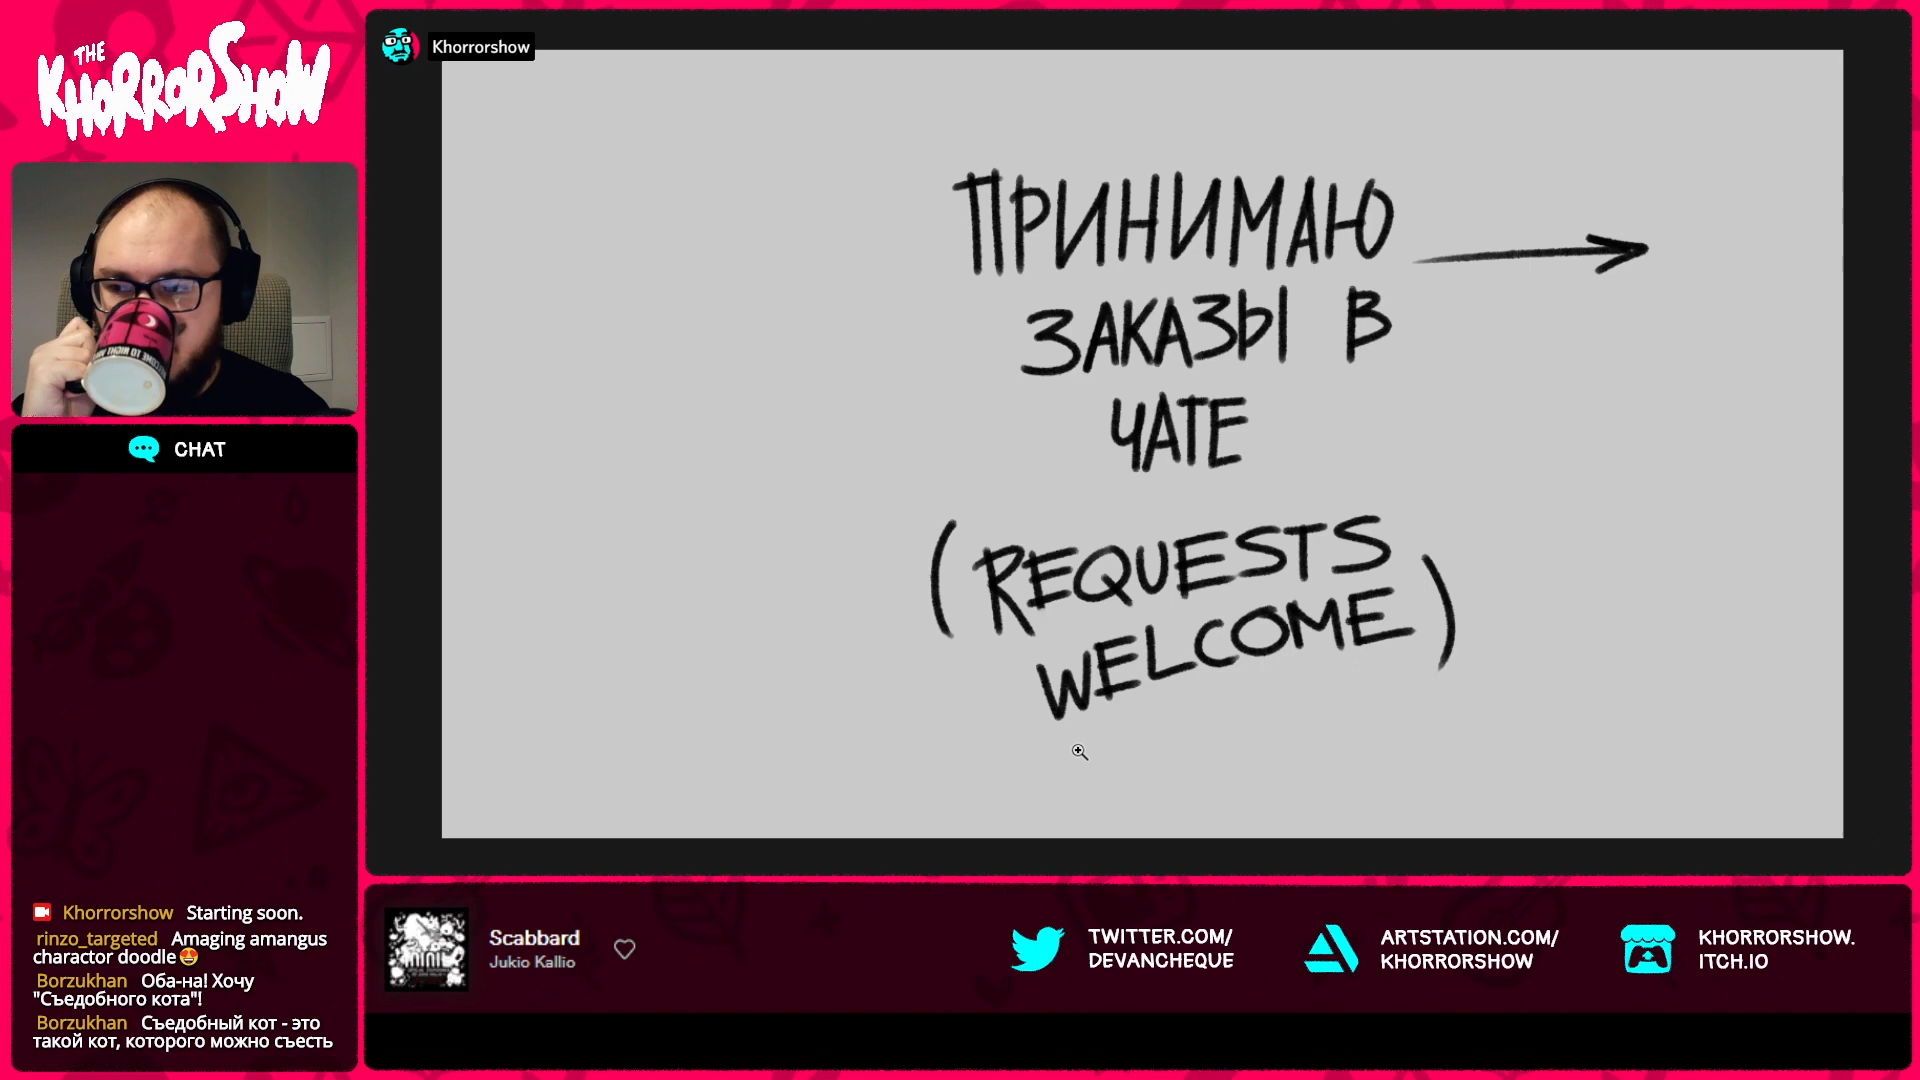 THE
KHORRORSHOW
Khorrorshow
ПРИНИМАЮ
ЗАКАЗЫ В
ЧАТЕ
(REQUESTS
WELCOME)
CHAT
Khorrorshow Starting soon.
rinzo_targeted Amaging amangus
charactor doodle😍
Borzukhan Оба-на! Хочу
"Съедобного кота"!
Borzukhan Съедобный кот - это
такой кот, которого можно съесть
Scabbard
Jukio Kallio
TWITTER.COM/
DEVANCHEQUE
ARTSTATION.COM/
KHORRORSHOW
KHORRORSHOW.
ITCH.IO